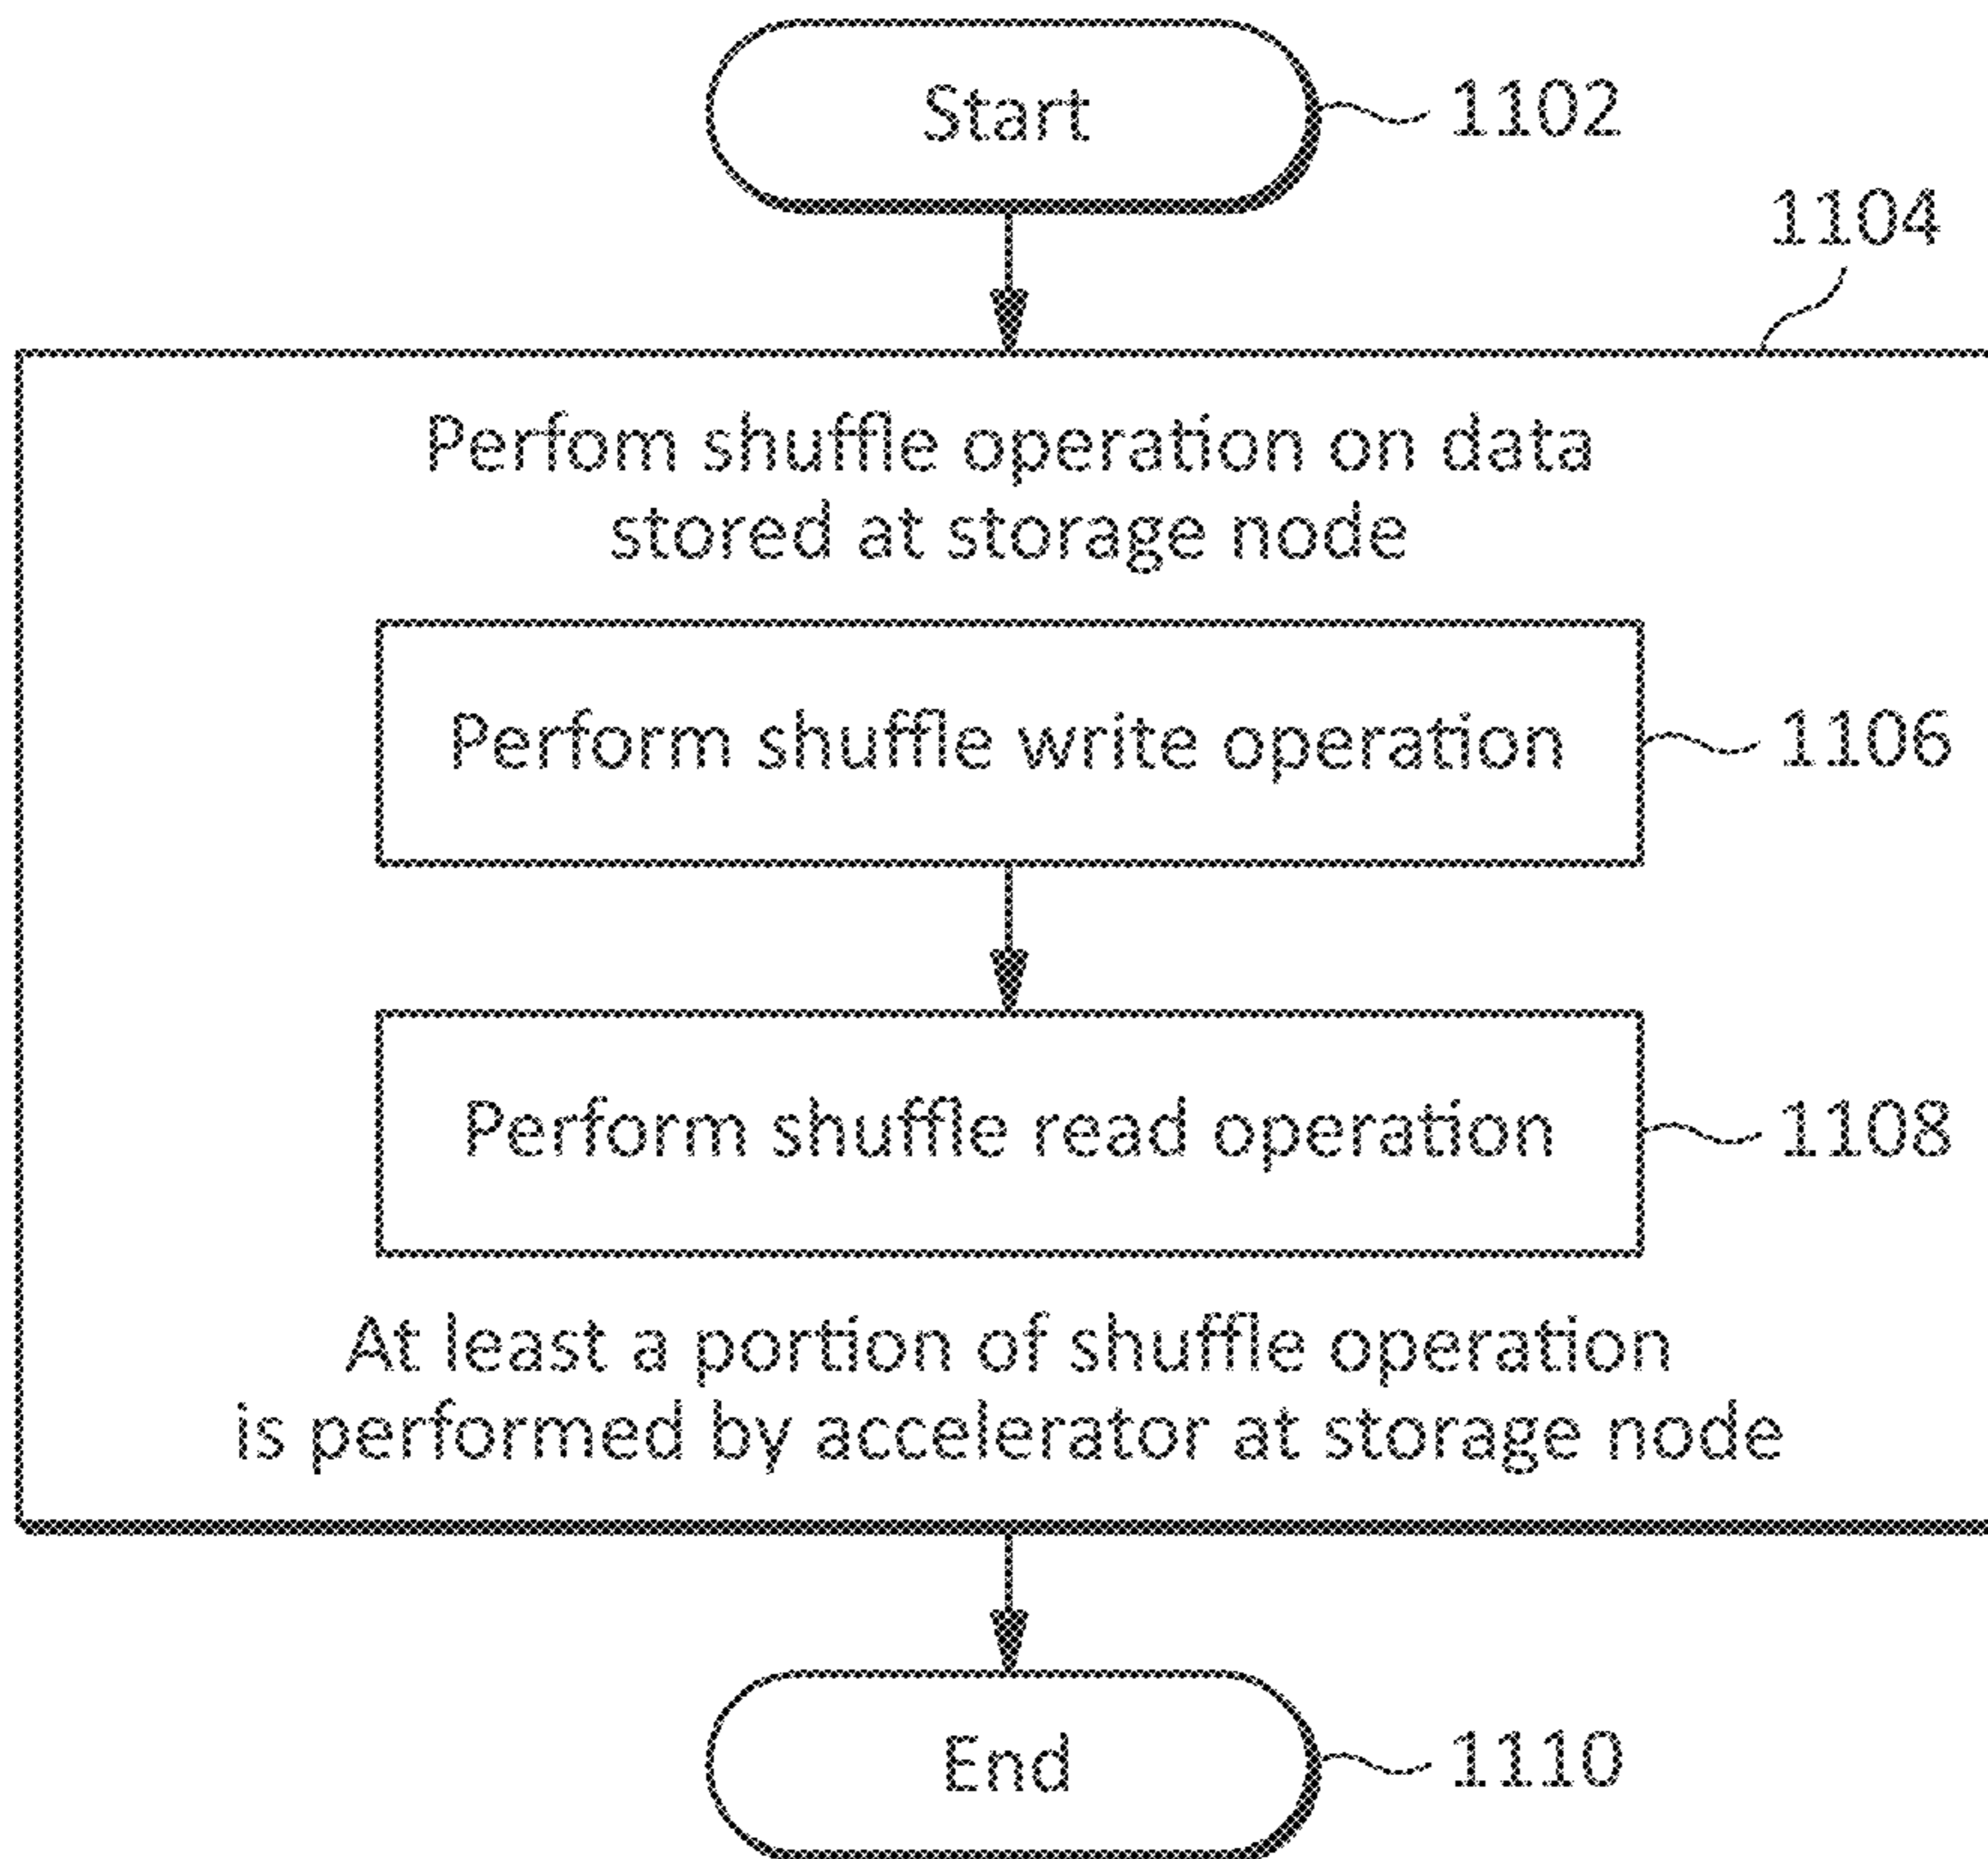 Start
1102
1104
Perfom shuffle operation on data
stored at storage node
Perform shuffle write operation
1106
Perform shuffle read operation
1108
At least a portion of shuffle operation
is performed by accelerator at storage node
End
1110